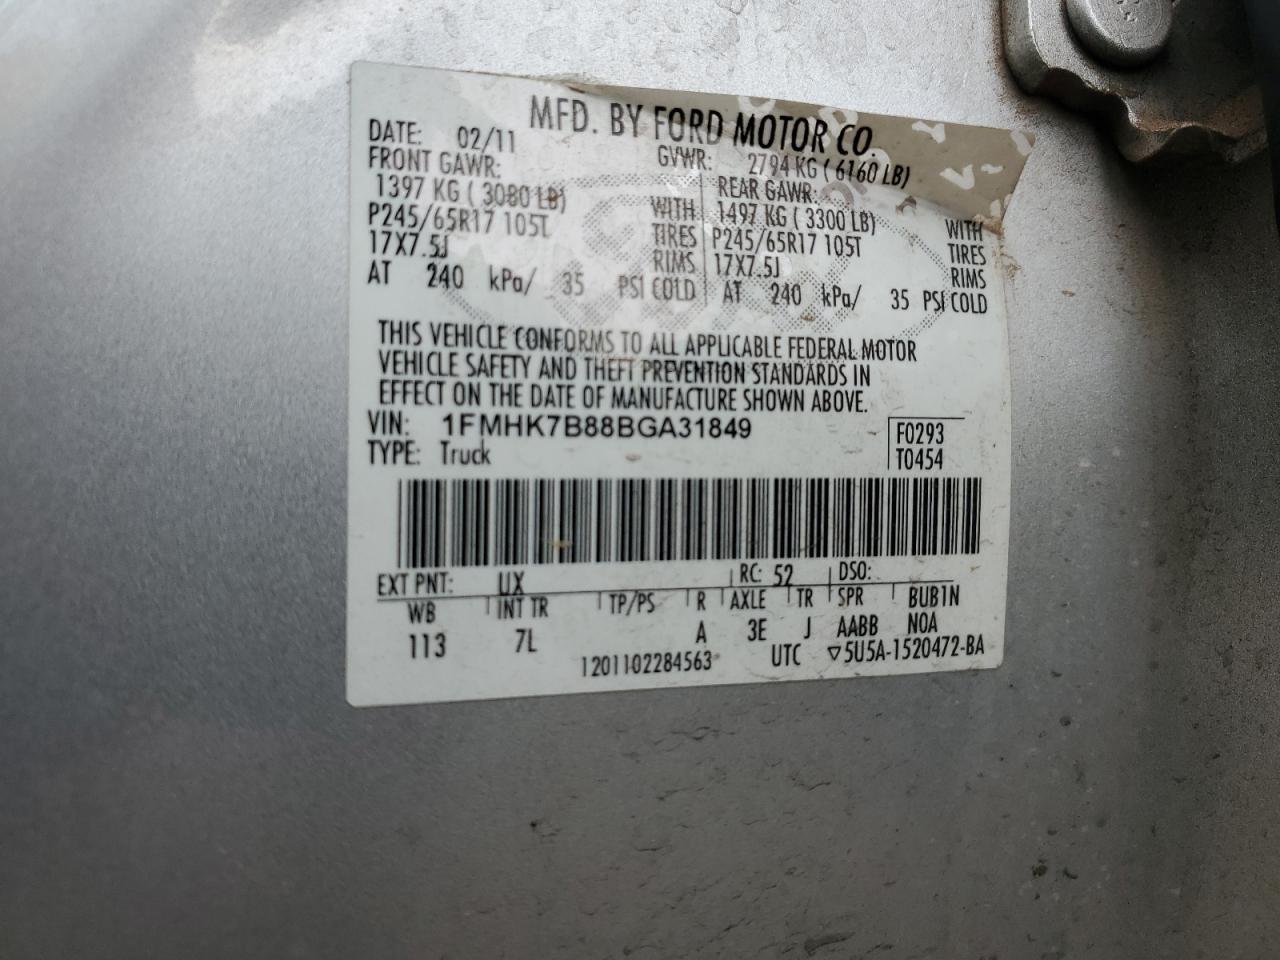 MFD. BY FORD MOTOR CO.
DATE: 02/11 GVWR: 2794 KG ( 6160 LB)
FRONT GAWR: REAR GAWR:
1397 KG ( 3080 LB) WITH 1497 KG ( 3300 LB) WITH
P245/65R17 105T TIRES P245/65R17 105T TIRES
17X7.5J RIMS 17X7.5J RIMS
AT 240 kPa/ 35 PSI COLD AT 240 kPa/ 35 PSI COLD
THIS VEHICLE CONFORMS TO ALL APPLICABLE FEDERAL MOTOR
VEHICLE SAFETY AND THEFT PREVENTION STANDARDS IN
EFFECT ON THE DATE OF MANUFACTURE SHOWN ABOVE.
VIN: 1FMHK7B88BGA31849 F0293
TYPE: Truck T0454
EXT PNT: UX RC: 52 DSO:
WB INT TR TP/PS R AXLE TR SPR BUB1N
113 7L A 3E J AABB NOA
1201102284563 UTC ▽5U5A-1520472-BA